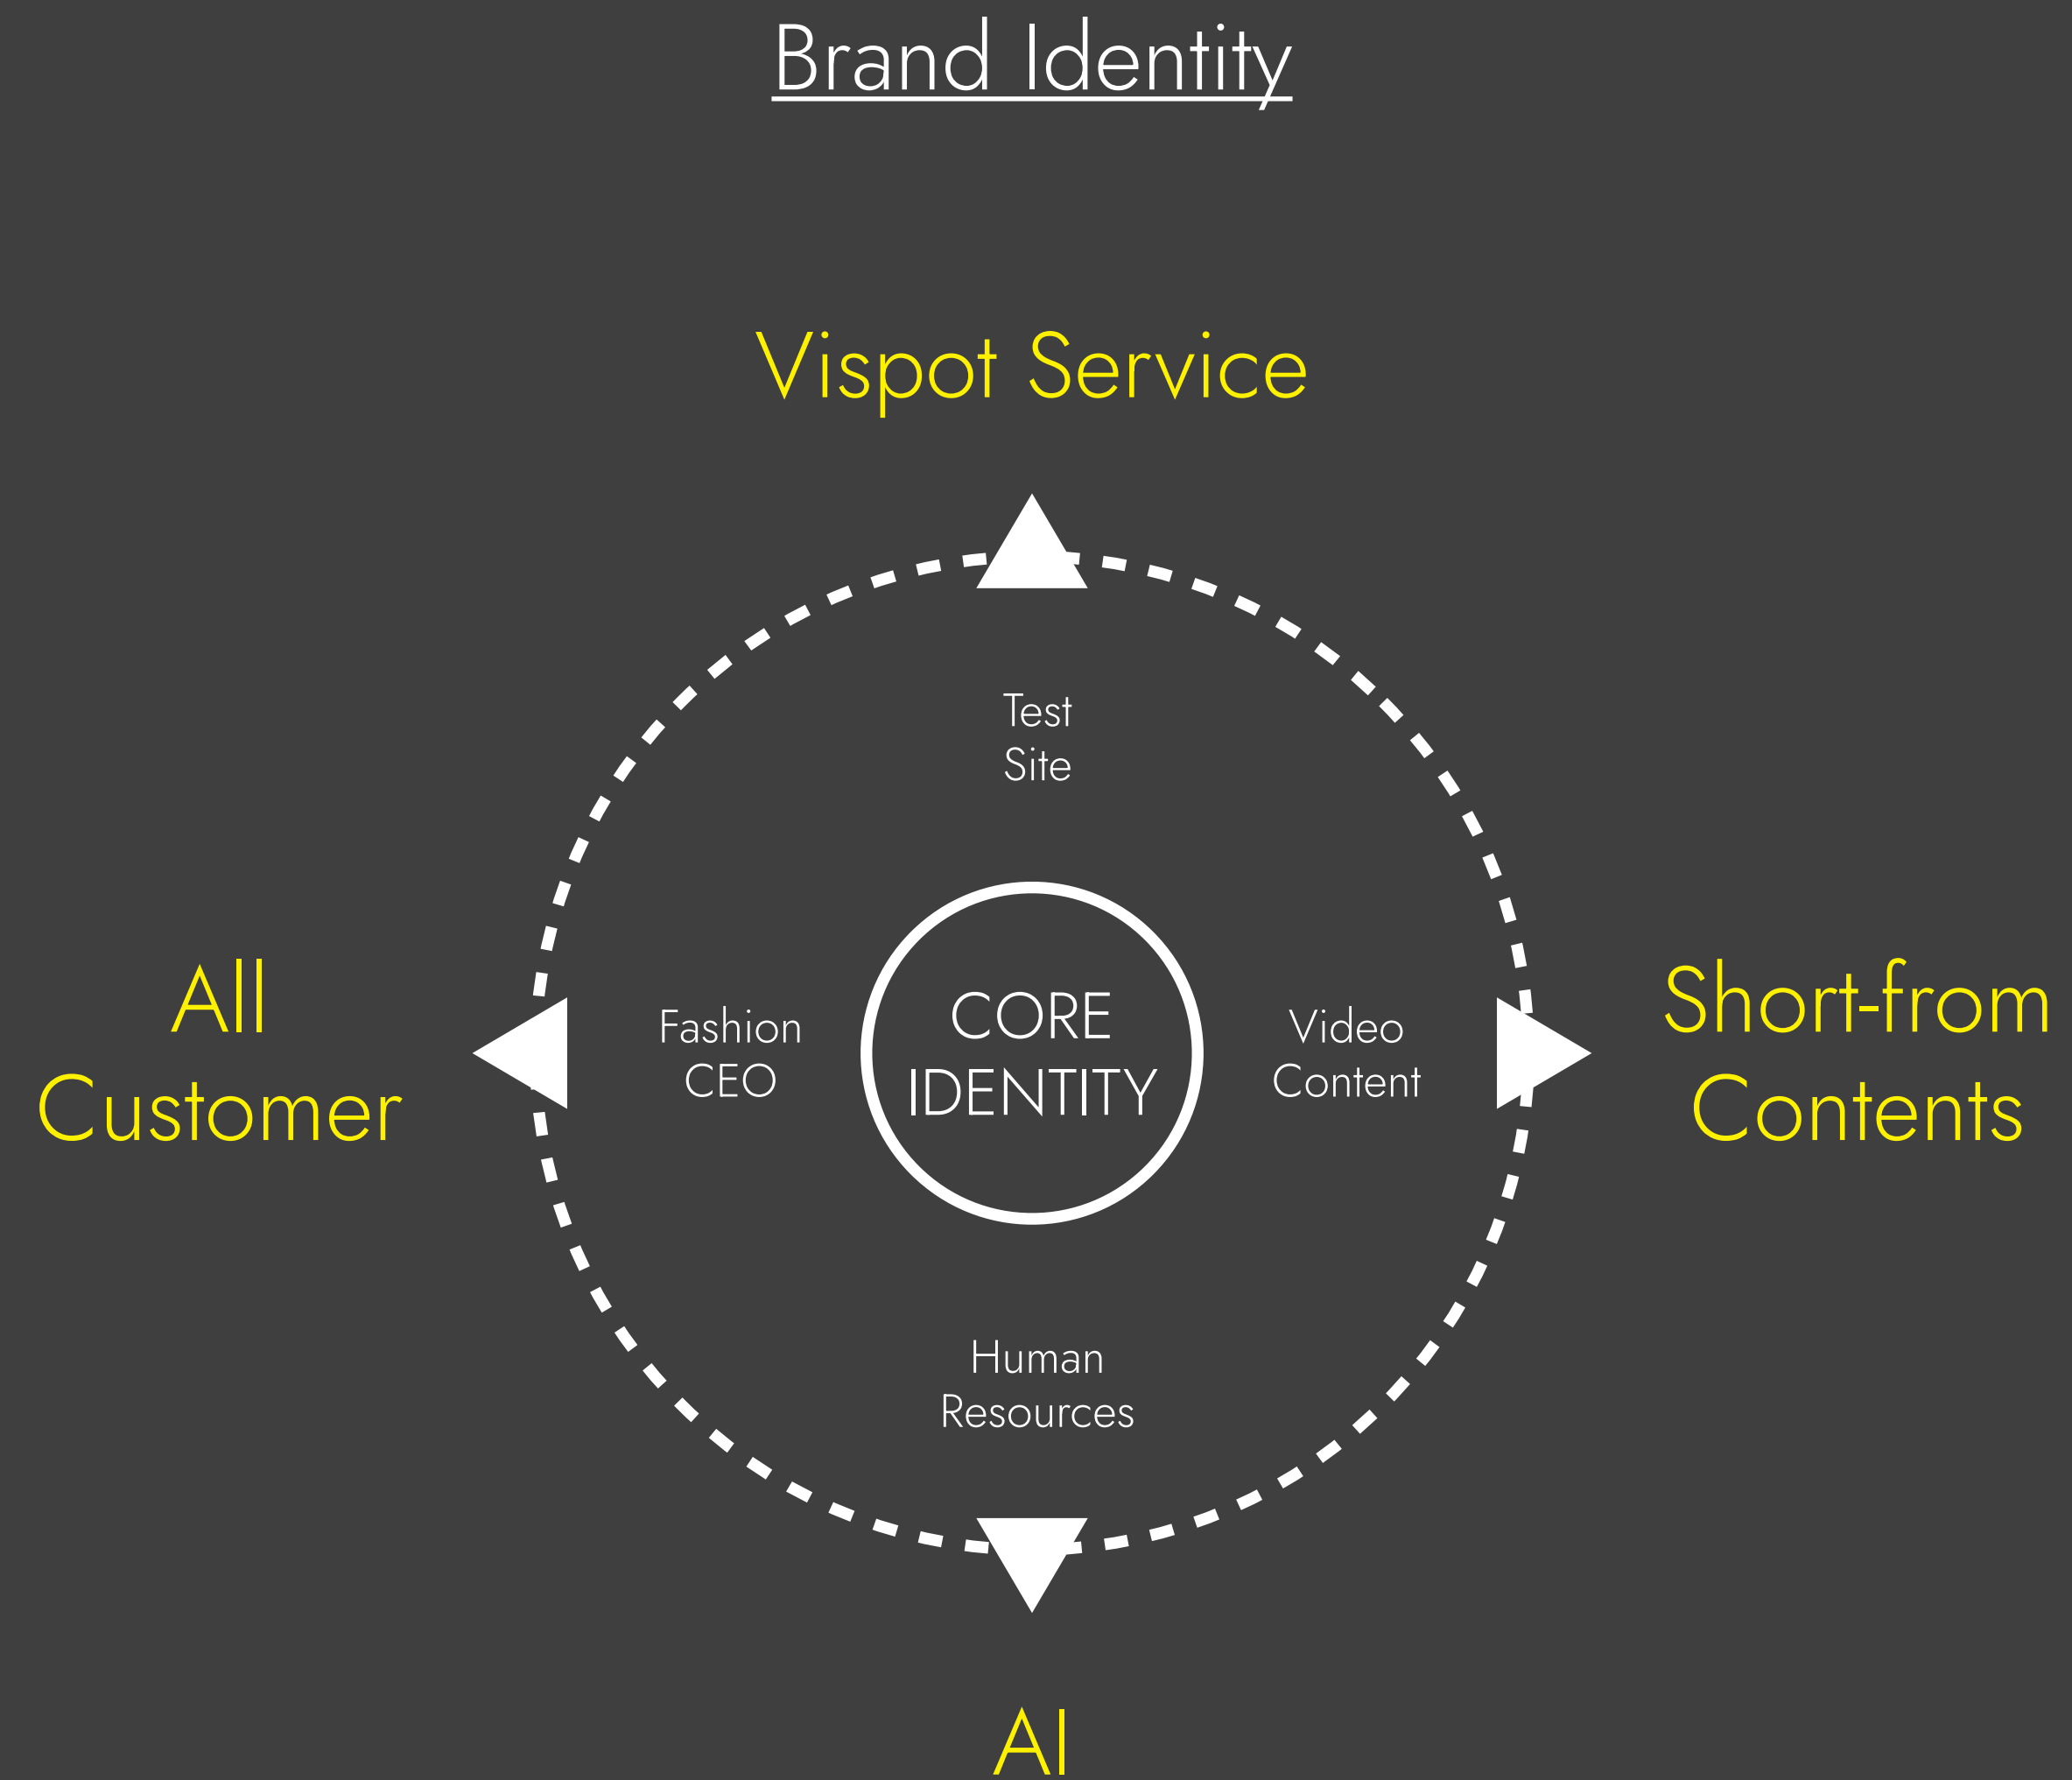 Brand Identity
Vispot Service
Test
Site
All
Customer
Fashion
CEO
CORE
IDENTITY
Video
Content
Short-from
Contents
Human
Resources
AI